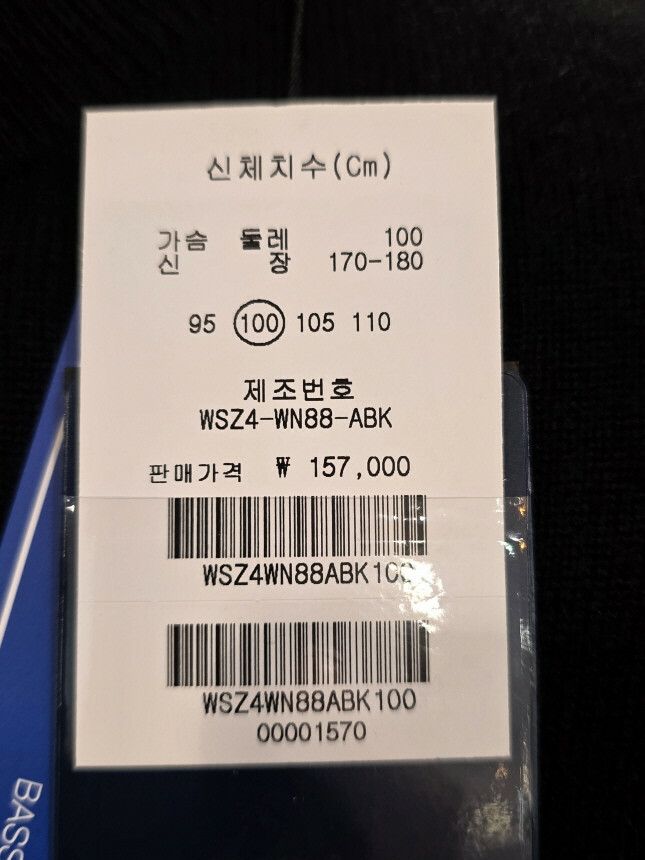 신체치수(Cm)
가슴 둘레 100
신 장 170-180
95 100 105 110
제조번호
WSZ4-WN88-ABK
판매가격 ₩ 157,000
WSZ4WN88ABK100
WSZ4WN88ABK100
00001570